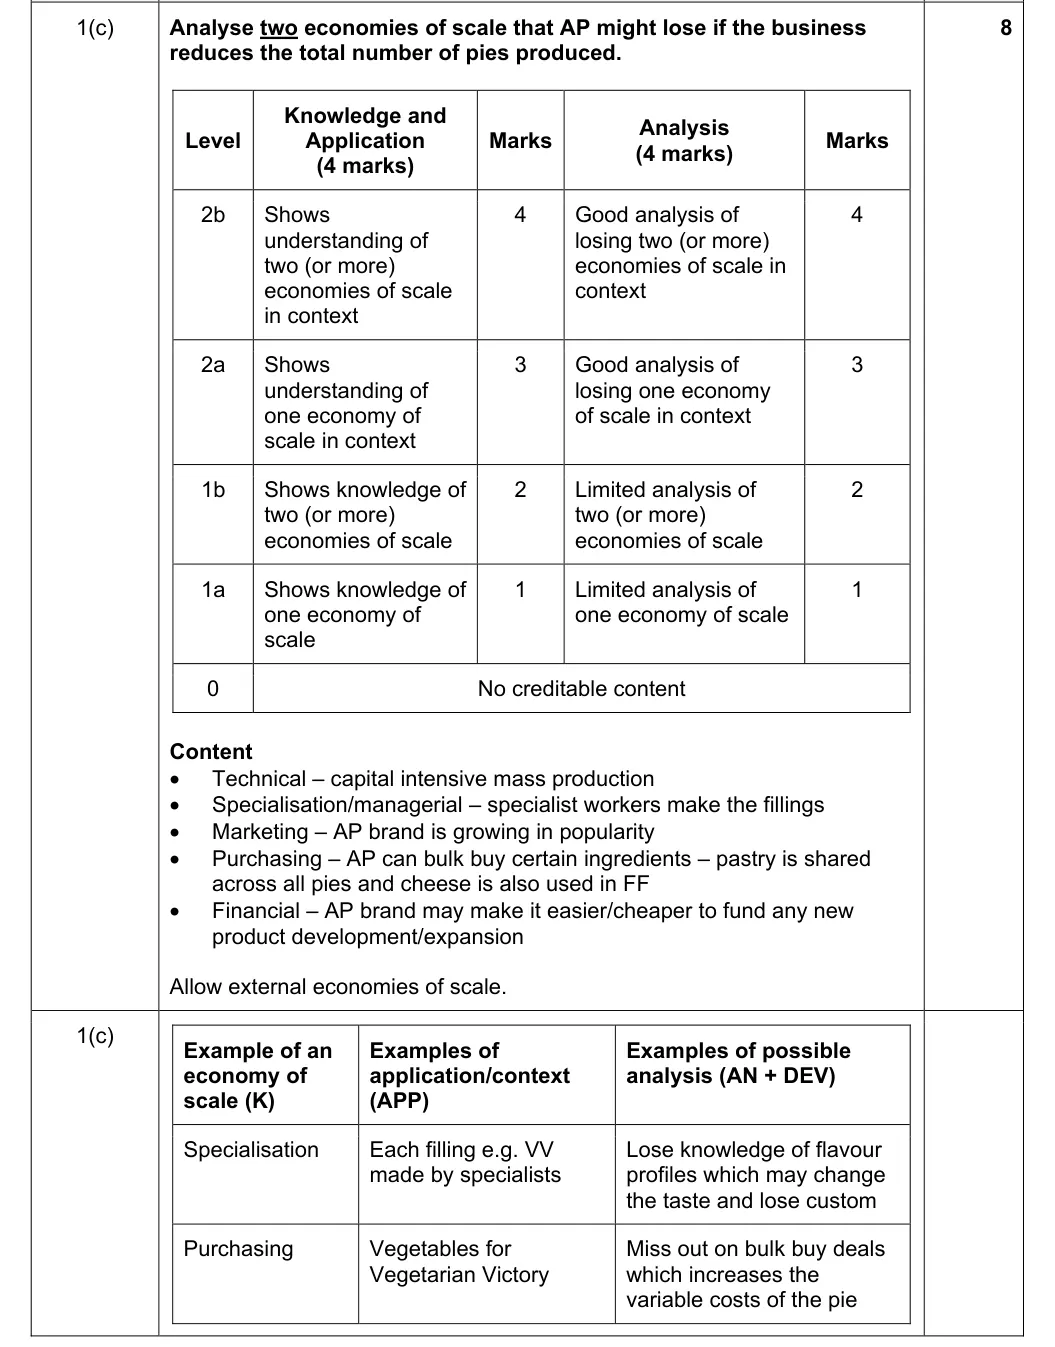 1(c)
Analyse two economies of scale that AP might lose if the business
reduces the total number of pies produced.
8
Level
Knowledge and
Application
(4 marks)
Marks
Analysis
(4 marks)
Marks
2b
Shows
understanding of
two (or more)
economies of scale
in context
4
Good analysis of
losing two (or more)
economies of scale in
context
4
2a
Shows
understanding of
one economy of
scale in context
3
Good analysis of
losing one economy
of scale in context
3
1b
Shows knowledge of
two (or more)
economies of scale
2
Limited analysis of
two (or more)
economies of scale
2
1a
Shows knowledge of
one economy of
scale
1
Limited analysis of
one economy of scale
1
0
No creditable content
Content
• Technical – capital intensive mass production
• Specialisation/managerial – specialist workers make the fillings
• Marketing – AP brand is growing in popularity
• Purchasing – AP can bulk buy certain ingredients – pastry is shared
across all pies and cheese is also used in FF
• Financial – AP brand may make it easier/cheaper to fund any new
product development/expansion
Allow external economies of scale.
1(c)
Example of an
economy of
scale (K)
Examples of
application/context
(APP)
Examples of possible
analysis (AN + DEV)
Specialisation
Each filling e.g. VV
made by specialists
Lose knowledge of flavour
profiles which may change
the taste and lose custom
Purchasing
Vegetables for
Vegetarian Victory
Miss out on bulk buy deals
which increases the
variable costs of the pie